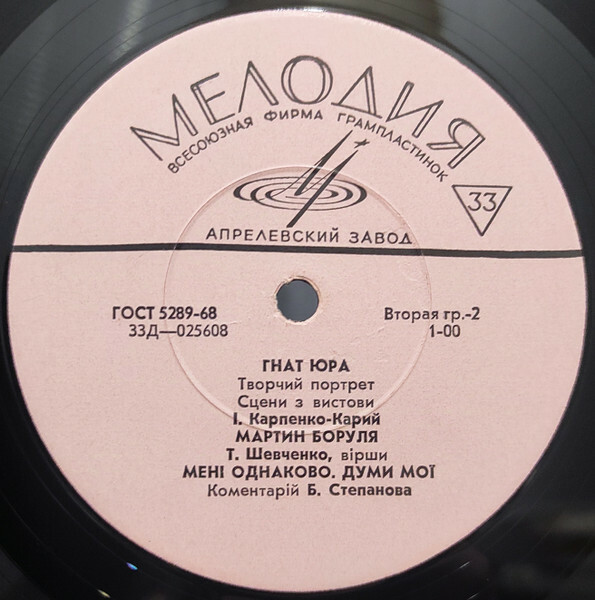 МЕЛОДИЯ
ВСЕСОЮЗНАЯ ФИРМА ГРАМПЛАСТИНОК
33
АПРЕЛЕВСКИЙ ЗАВОД
ГОСТ 5289-68 Вторая гр.-2
33Д—025608 1-00
ГНАТ ЮРА
Творчий портрет
Сцени з вистови
І. Карпенко-Карий
МАРТИН БОРУЛЯ
Т. Шевченко, вірши
МЕНІ ОДНАКОВО. ДУМИ МОЇ
Коментарій Б. Степанова